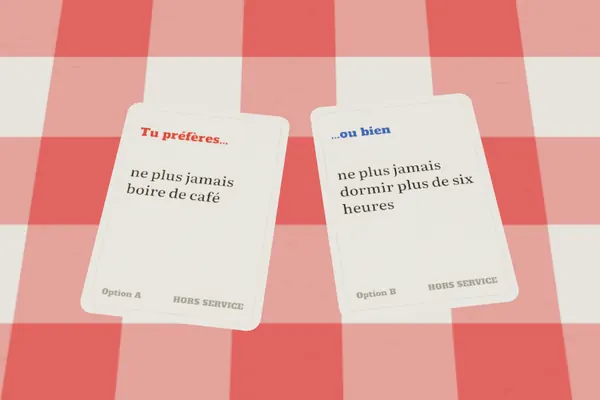 Tu préfères...
ne plus jamais
boire de café
Option A
HORS SERVICE
...ou bien
ne plus jamais
dormir plus de six
heures
Option B
HORS SERVICE